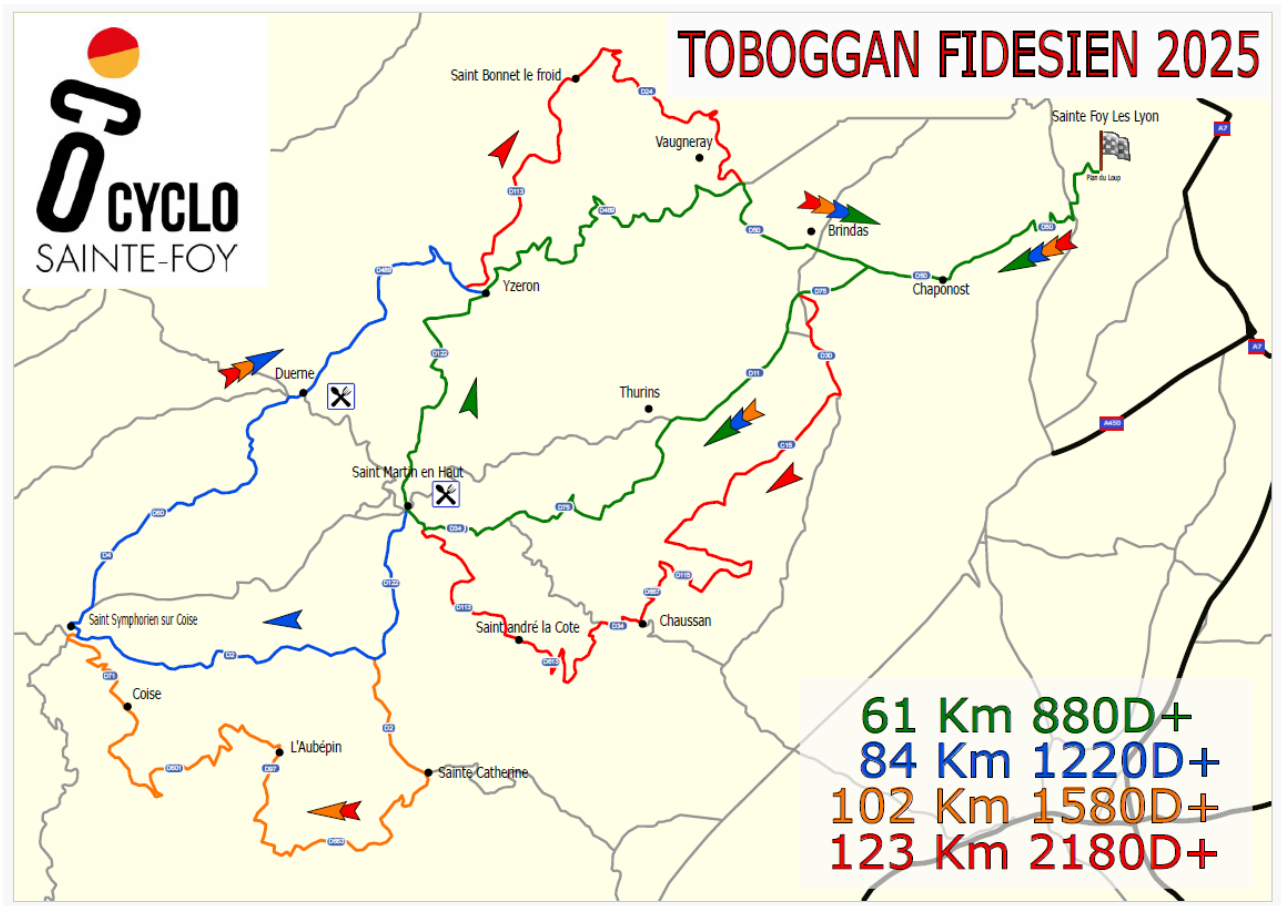 TOBOGGAN FIDESIEN 2025
CYCLO
SAINTE-FOY
Saint Bonnet le froid
D24
A7
Sainte Foy Les Lyon
Vaugneray
Plan du Loup
D113
D489
D50
Brindas
D50
D50
Chaponost
D489
Yzeron
D75
A7
D122
D30
Duerne
D11
Thurins
A450
C15
Saint Martin en Haut
D75
D34
D60
D4
D122
D115
D667
D113
Saint Symphorien sur Coise
Saint andré la Cote
D34
Chaussan
D2
D613
D71
Coise
D2
L'Aubépin
D601
D97
Sainte Catherine
D663
61 Km 880D+
84 Km 1220D+
102 Km 1580D+
123 Km 2180D+